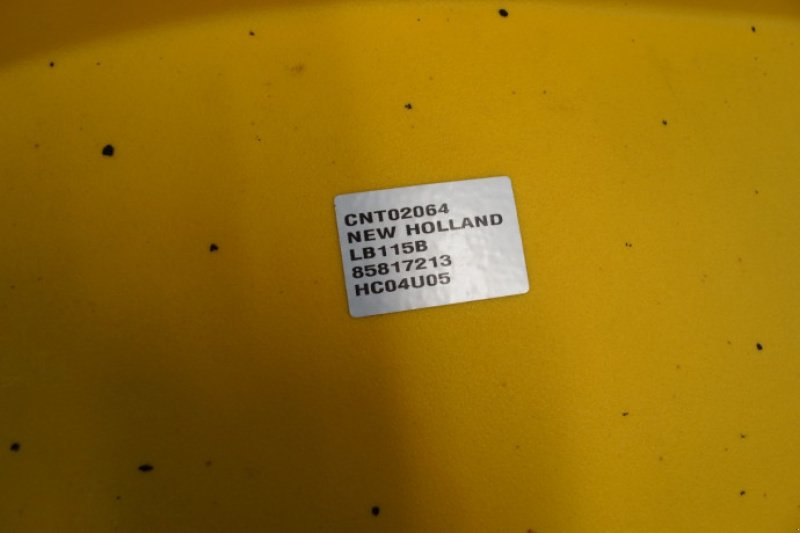 CNT02064
NEW HOLLAND
LB115B
85817213
HC04U05